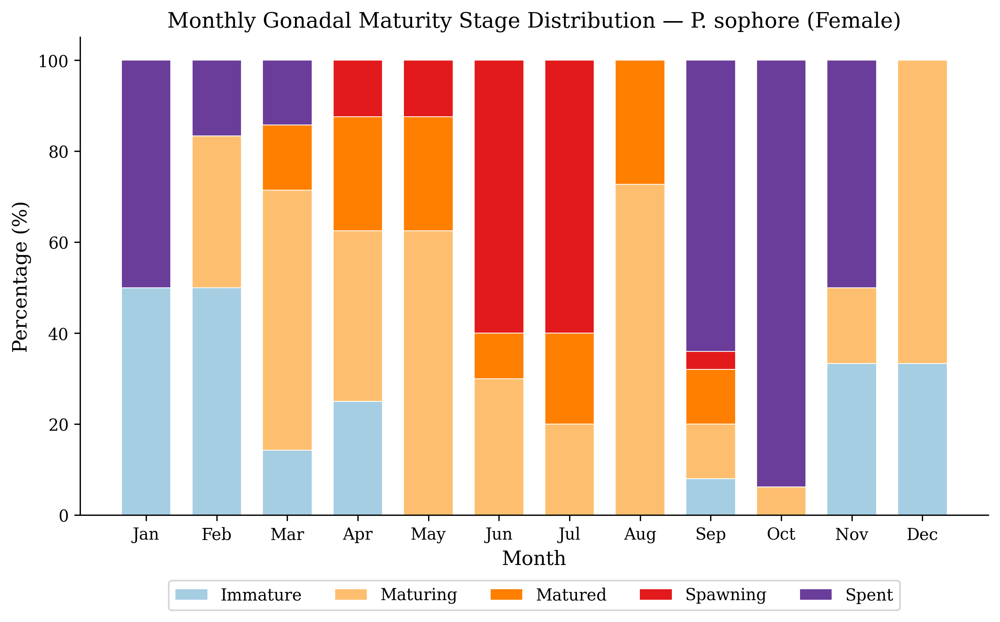 Monthly Gonadal Maturity Stage Distribution — P. sophore (Female)
Percentage (%)
100
80
60
40
20
0
Jan Feb Mar Apr May Jun Jul Aug Sep Oct Nov Dec
Month
Immature Maturing Matured Spawning Spent